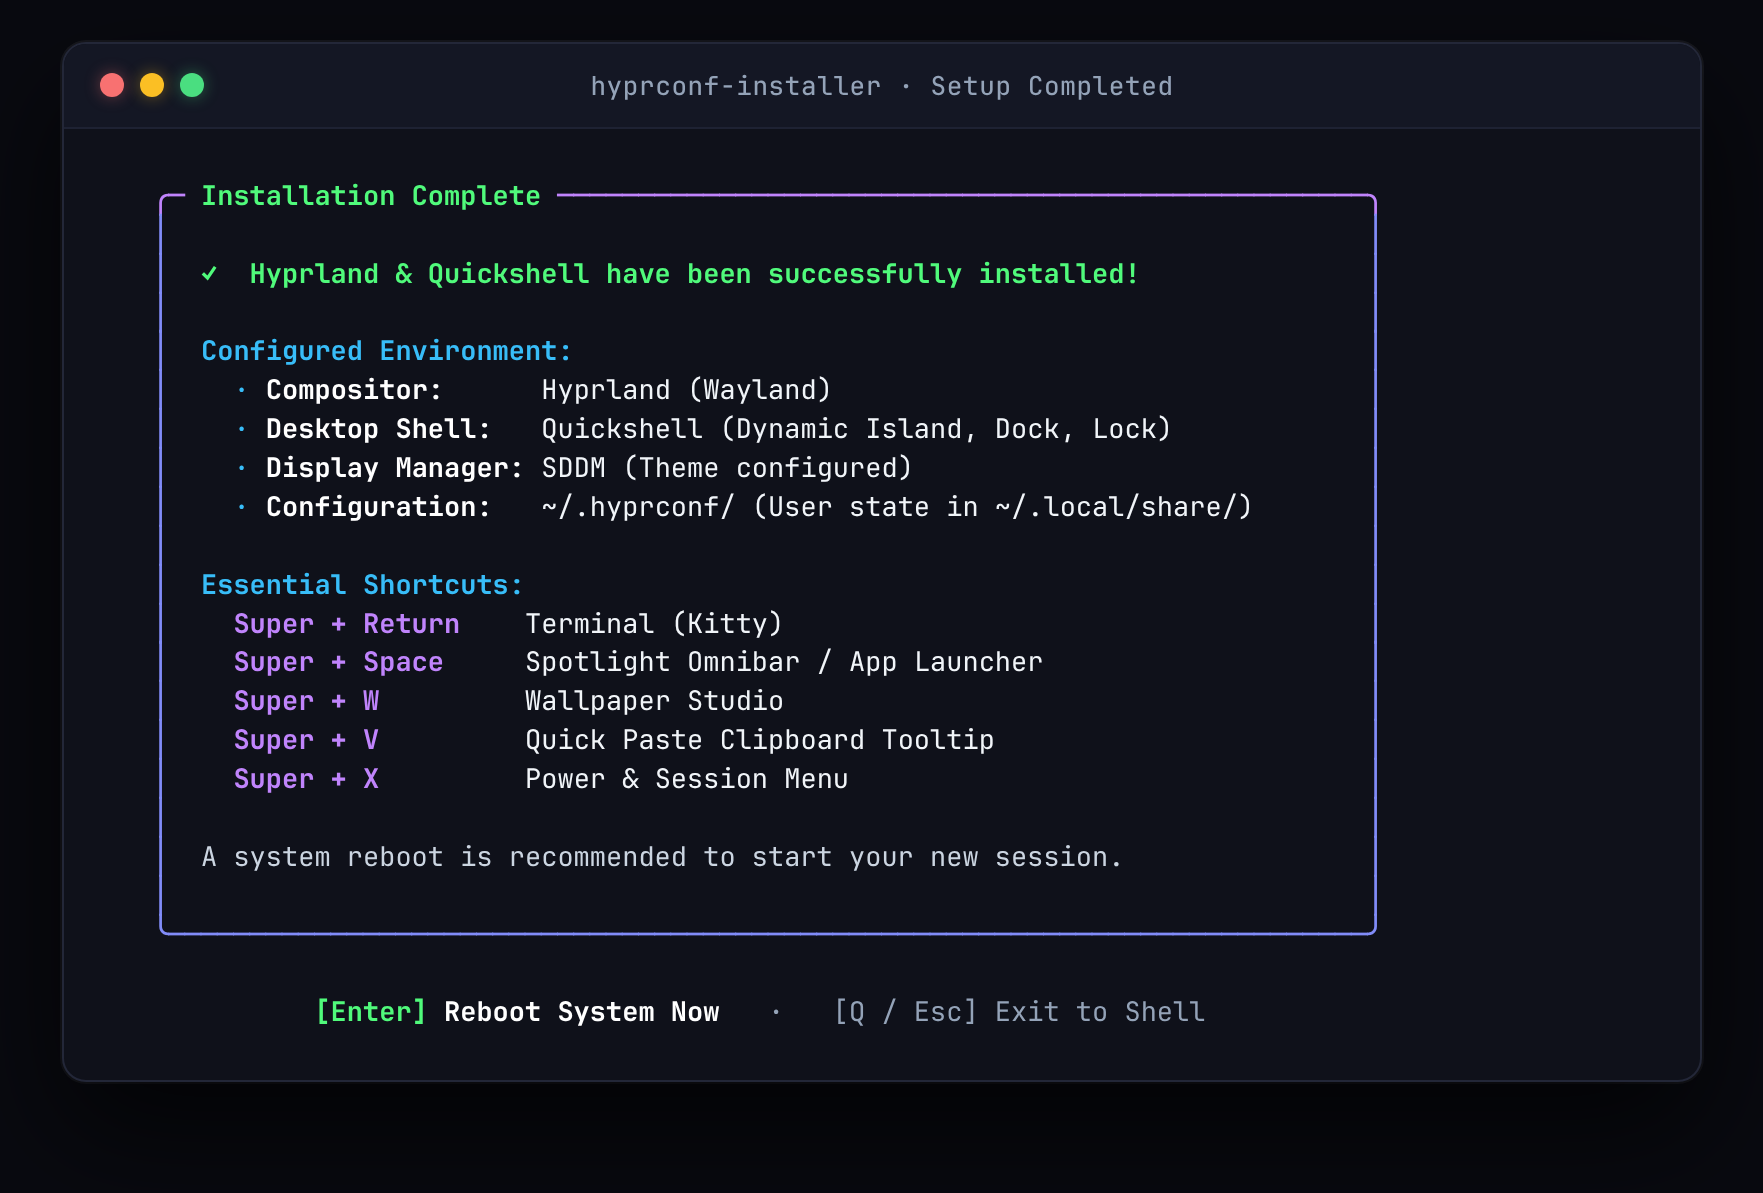 hyprconf-installer · Setup Completed
Installation Complete
✓ Hyprland & Quickshell have been successfully installed!
Configured Environment:
· Compositor: Hyprland (Wayland)
· Desktop Shell: Quickshell (Dynamic Island, Dock, Lock)
· Display Manager: SDDM (Theme configured)
· Configuration: ~/.hyprconf/ (User state in ~/.local/share/)
Essential Shortcuts:
Super + Return Terminal (Kitty)
Super + Space Spotlight Omnibar / App Launcher
Super + W Wallpaper Studio
Super + V Quick Paste Clipboard Tooltip
Super + X Power & Session Menu
A system reboot is recommended to start your new session.
[Enter] Reboot System Now · [Q / Esc] Exit to Shell